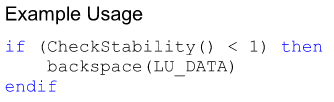 Example Usage
if (CheckStability() < 1) then
    backspace(LU_DATA)
endif